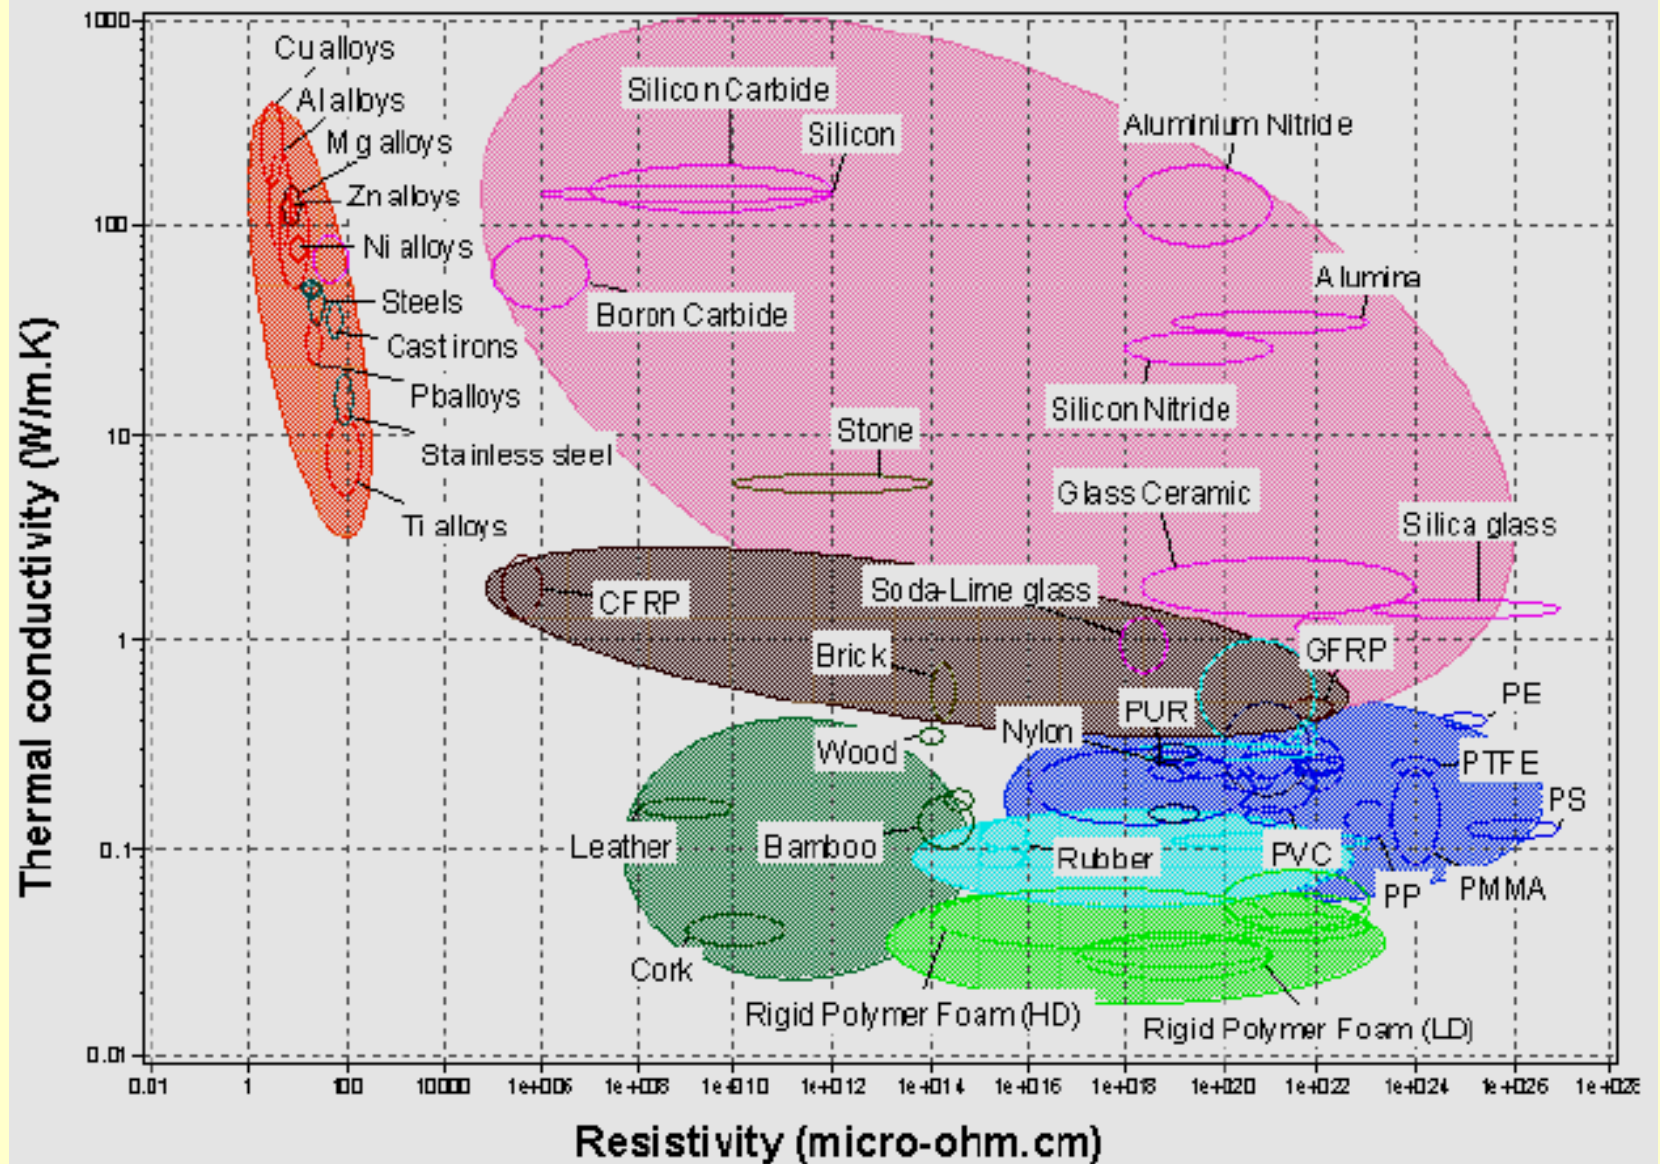 1000
Cu alloys
Al alloys
Mg alloys
Zn alloys
Ni alloys
Steels
Cast irons
Pb alloys
Stainless steel
Ti alloys
Silicon Carbide
Silicon
Aluminium Nitride
Boron Carbide
Alumina
Silicon Nitride
Stone
Glass Ceramic
Silica glass
CFRP
Soda-Lime glass
Brick
GFRP
PUR
PE
Nylon
Wood
PTFE
PS
Leather
Bamboo
Rubber
PVC
PP
PMMA
Cork
Rigid Polymer Foam (HD)
Rigid Polymer Foam (LD)
100
10
1
0.1
0.01
Thermal conductivity (W/m.K)
0.01 1 100 10000 1e+006 1e+008 1e+010 1e+012 1e+014 1e+016 1e+018 1e+020 1e+022 1e+024 1e+026 1e+028
Resistivity (micro-ohm.cm)